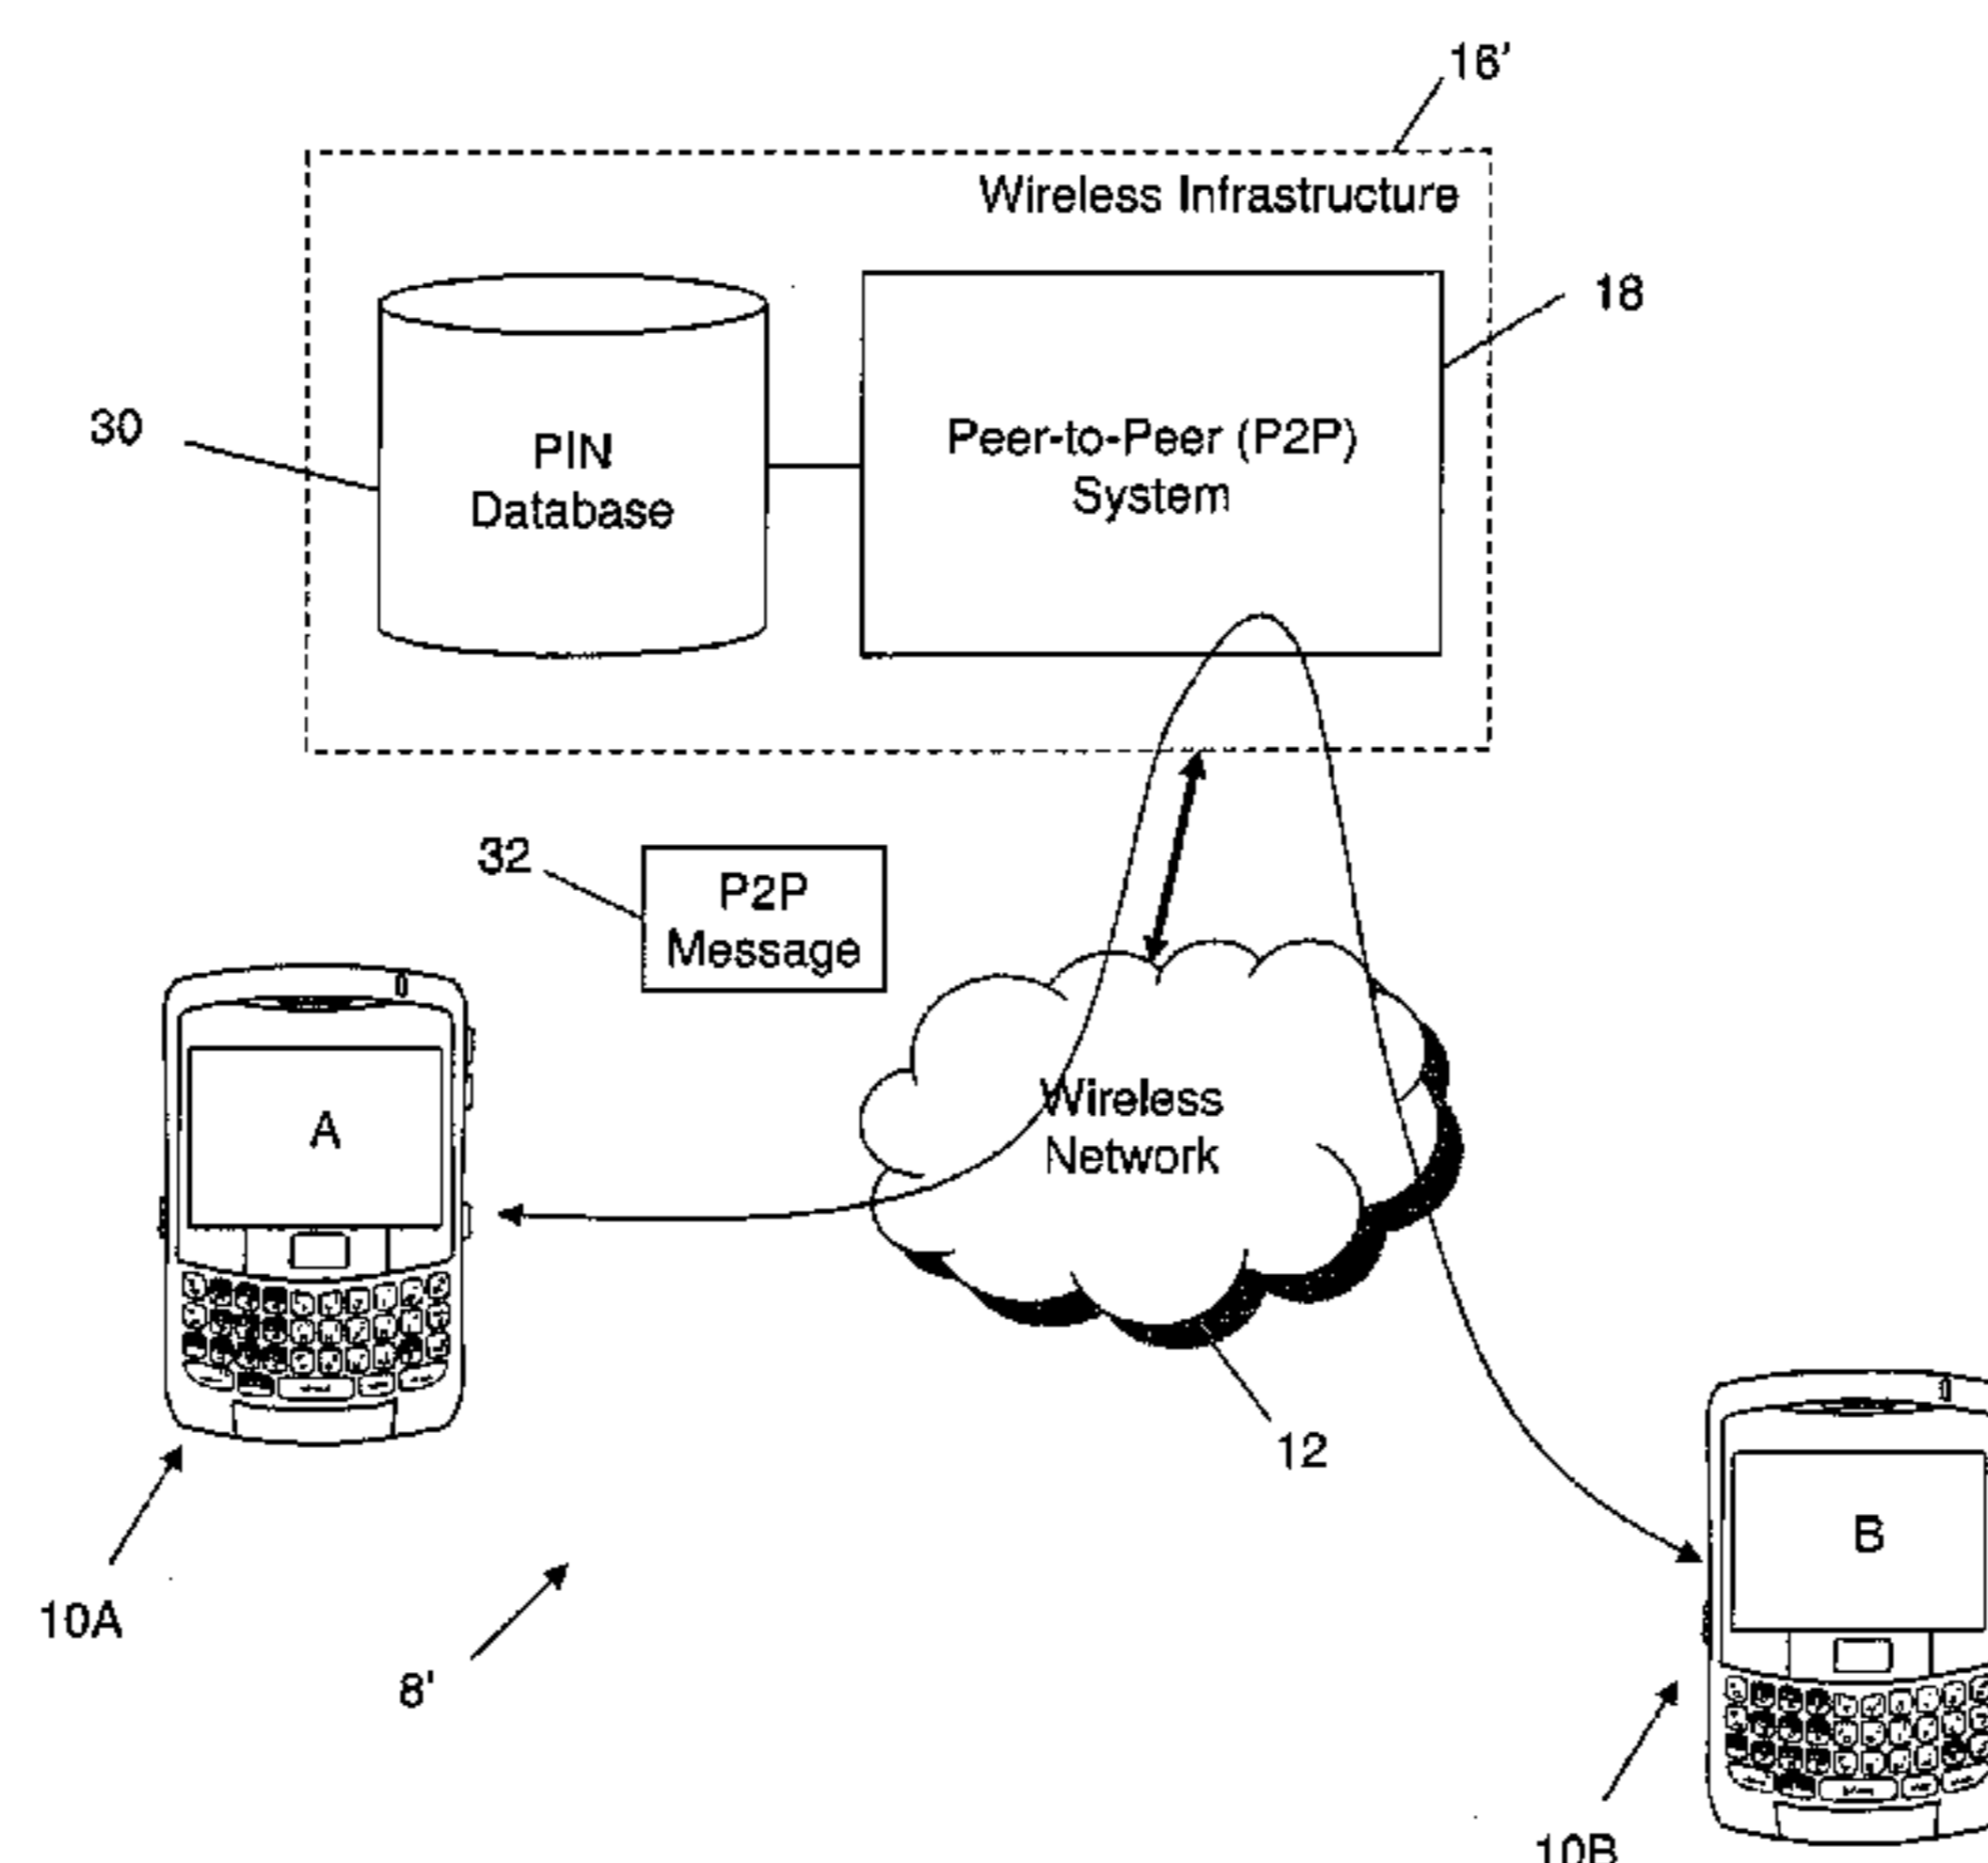 16'
Wireless Infrastructure
18
30
PIN
Database
Peer-to-Peer (P2P)
System
32
P2P
Message
A
Wireless
Network
12
B
10A
8'
10B